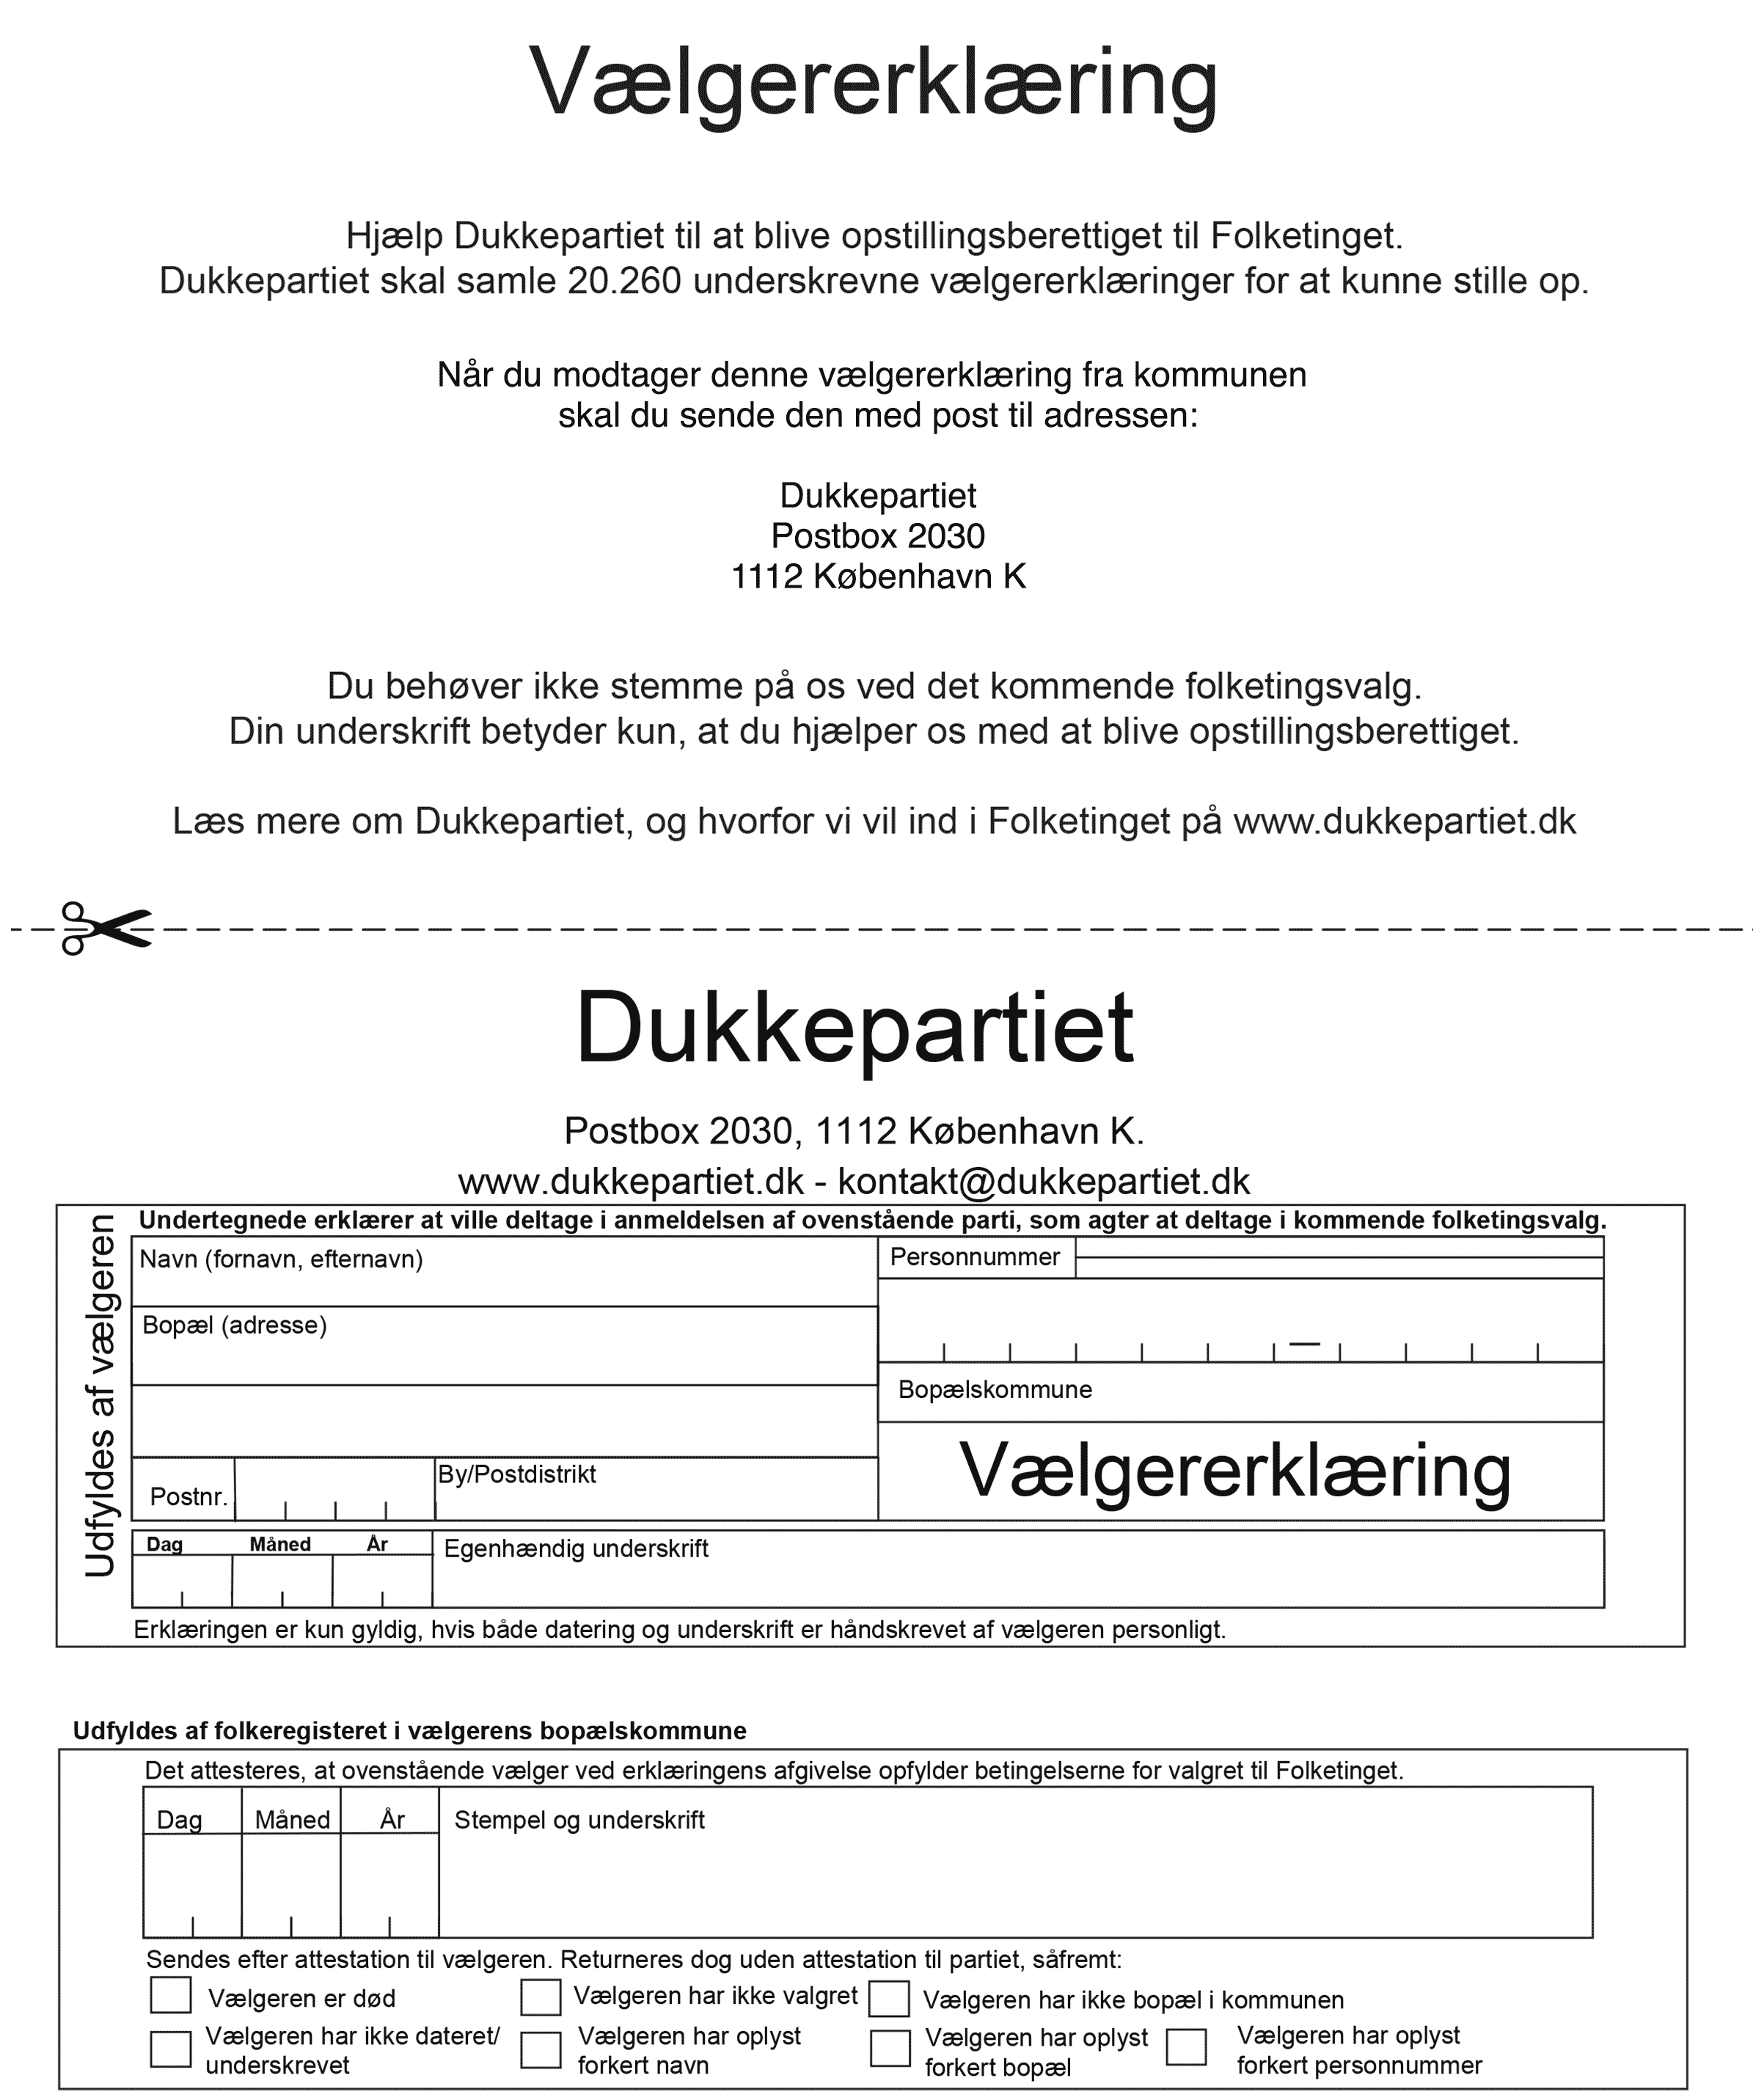 Vælgererklæring
Hjælp Dukkepartiet til at blive opstillingsberettiget til Folketinget.
Dukkepartiet skal samle 20.260 underskrevne vælgererklæringer for at kunne stille op.
Når du modtager denne vælgererklæring fra kommunen
skal du sende den med post til adressen:
Dukkepartiet
Postbox 2030
1112 København K
Du behøver ikke stemme på os ved det kommende folketingsvalg.
Din underskrift betyder kun, at du hjælper os med at blive opstillingsberettiget.
Læs mere om Dukkepartiet, og hvorfor vi vil ind i Folketinget på www.dukkepartiet.dk
Dukkepartiet
Postbox 2030, 1112 København K.
www.dukkepartiet.dk - kontakt@dukkepartiet.dk
Udfyldes af vælgeren
Undertegnede erklærer at ville deltage i anmeldelsen af ovenstående parti, som agter at deltage i kommende folketingsvalg.
Navn (fornavn, efternavn)
Personnummer
Bopæl (adresse)
Bopælskommune
Vælgererklæring
Postnr.
By/Postdistrikt
Dag Måned År
Egenhændig underskrift
Erklæringen er kun gyldig, hvis både datering og underskrift er håndskrevet af vælgeren personligt.
Udfyldes af folkeregisteret i vælgerens bopælskommune
Det attesteres, at ovenstående vælger ved erklæringens afgivelse opfylder betingelserne for valgret til Folketinget.
Dag Måned År
Stempel og underskrift
Sendes efter attestation til vælgeren. Returneres dog uden attestation til partiet, såfremt:
Vælgeren er død
Vælgeren har ikke valgret
Vælgeren har ikke bopæl i kommunen
Vælgeren har ikke dateret/
underskrevet
Vælgeren har oplyst
forkert navn
Vælgeren har oplyst
forkert bopæl
Vælgeren har oplyst
forkert personnummer